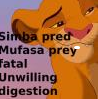 Simba pred
Mufasa prey
fatal
Unwilling
digestion